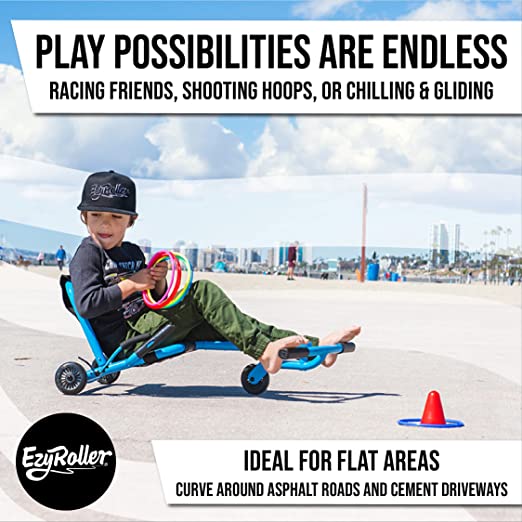 PLAY POSSIBILITIES ARE ENDLESS
RACING FRIENDS, SHOOTING HOOPS, OR CHILLING & GLIDING
EzyRoller
EzyRoller
IDEAL FOR FLAT AREAS
CURVE AROUND ASPHALT ROADS AND CEMENT DRIVEWAYS